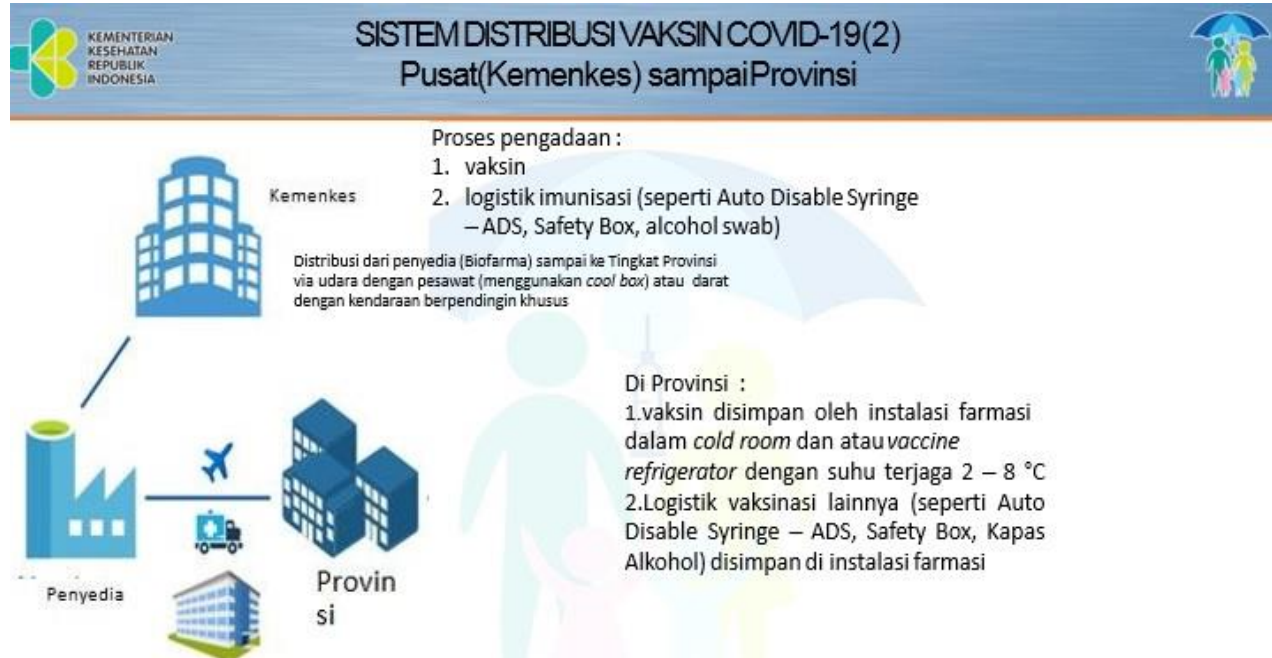 KEMENTERIAN
KESEHATAN
REPUBLIK
INDONESIA
SISTEM DISTRIBUSI VAKSIN COVID-19(2)
Pusat(Kemenkes) sampai Provinsi
Proses pengadaan :
1. vaksin
2. logistik imunisasi (seperti Auto Disable Syringe
– ADS, Safety Box, alcohol swab)
Kemenkes
Distribusi dari penyedia (Biofarma) sampai ke Tingkat Provinsi
via udara dengan pesawat (menggunakan cool box) atau darat
dengan kendaraan berpendingin khusus
Di Provinsi :
1.vaksin disimpan oleh instalasi farmasi
dalam cold room dan atau vaccine
refrigerator dengan suhu terjaga 2 – 8 °C
2.Logistik vaksinasi lainnya (seperti Auto
Disable Syringe – ADS, Safety Box, Kapas
Alkohol) disimpan di instalasi farmasi
Penyedia
Provin
si